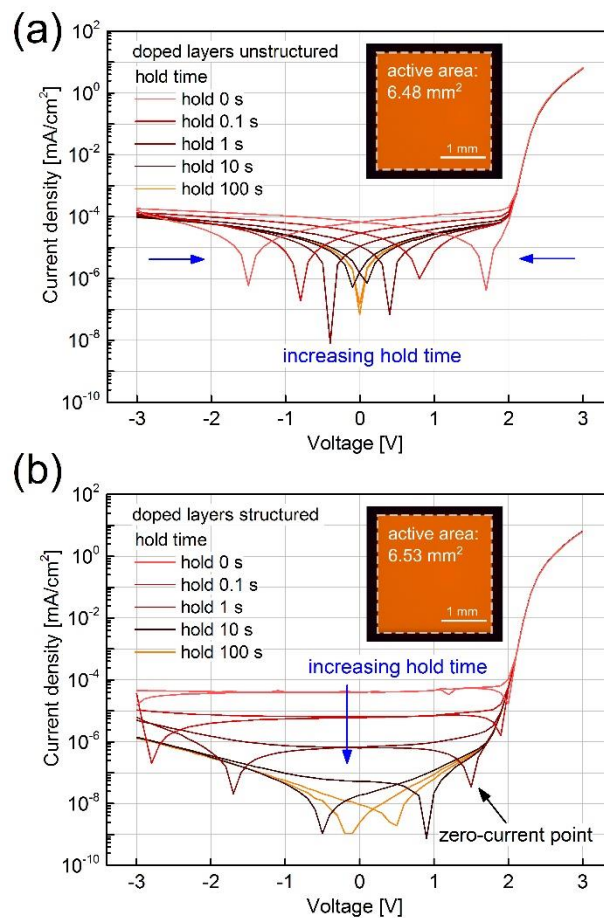 (a)
doped layers unstructured
hold time
hold 0 s
hold 0.1 s
hold 1 s
hold 10 s
hold 100 s
active area:
6.48 mm²
1 mm
increasing hold time
Current density [mA/cm²]
10²
10⁰
10⁻²
10⁻⁴
10⁻⁶
10⁻⁸
10⁻¹⁰
-3 -2 -1 0 1 2 3
Voltage [V]
(b)
doped layers structured
hold time
hold 0 s
hold 0.1 s
hold 1 s
hold 10 s
hold 100 s
active area:
6.53 mm²
1 mm
increasing hold time
zero-current point
Current density [mA/cm²]
10²
10⁰
10⁻²
10⁻⁴
10⁻⁶
10⁻⁸
10⁻¹⁰
-3 -2 -1 0 1 2 3
Voltage [V]